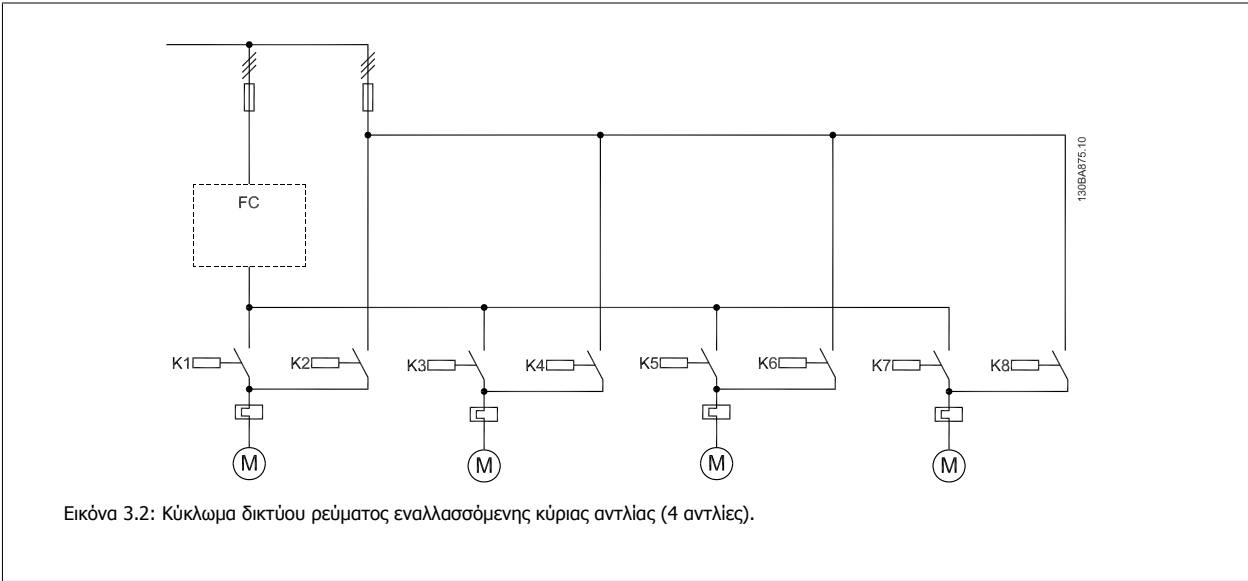 FC
130BA875.10
K1
K2
K3
K4
K5
K6
K7
K8
M
M
M
M
Εικόνα 3.2: Κύκλωμα δικτύου ρεύματος εναλλασσόμενης κύριας αντλίας (4 αντλίες).